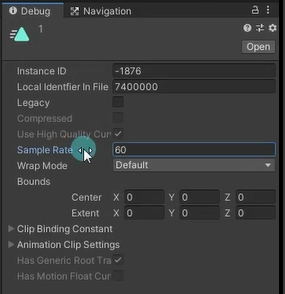 Debug Navigation
1
Open
Instance ID -1876
Local Identifier In File 7400000
Legacy
Compressed
Use High Quality Cur
Sample Rate 60
Wrap Mode Default
Bounds
Center X 0 Y 0 Z 0
Extent X 0 Y 0 Z 0
Clip Binding Constant
Animation Clip Settings
Has Generic Root Tra
Has Motion Float Cur